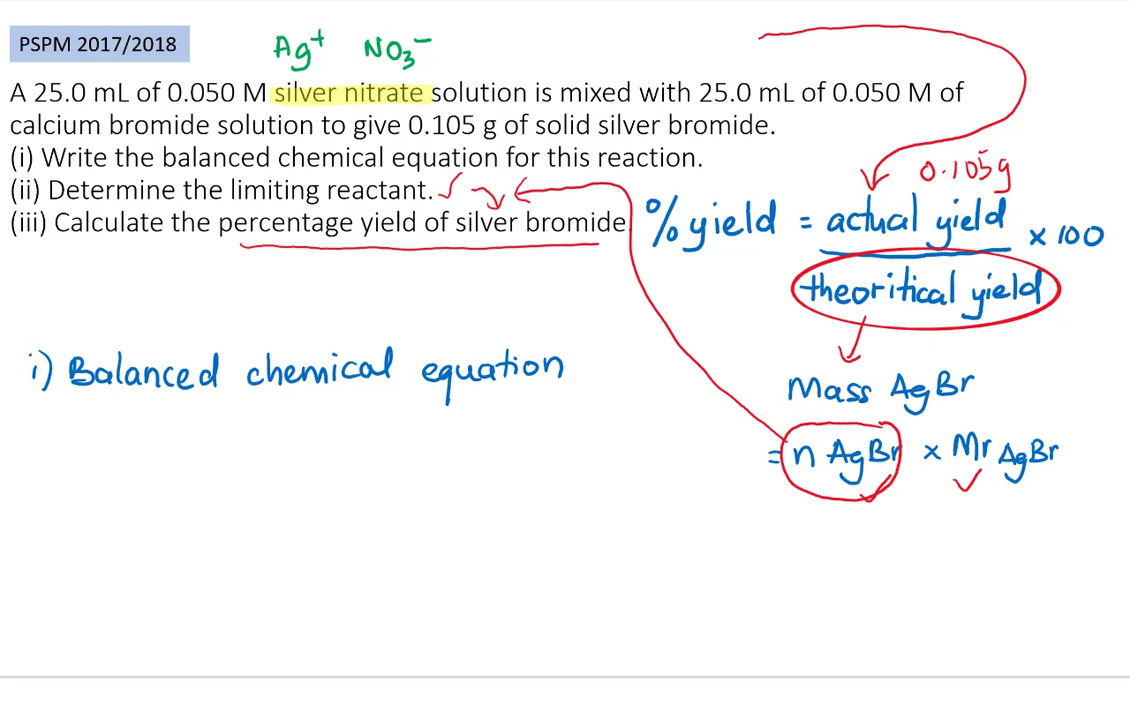 PSPM 2017/2018
Ag⁺ NO₃⁻
A 25.0 mL of 0.050 M silver nitrate solution is mixed with 25.0 mL of 0.050 M of
calcium bromide solution to give 0.105 g of solid silver bromide.
(i) Write the balanced chemical equation for this reaction.
(ii) Determine the limiting reactant.
(iii) Calculate the percentage yield of silver bromide.
0.105g
% yield = actual yield × 100
theoritical yield
Mass AgBr
= n AgBr × Mr AgBr
i) Balanced chemical equation